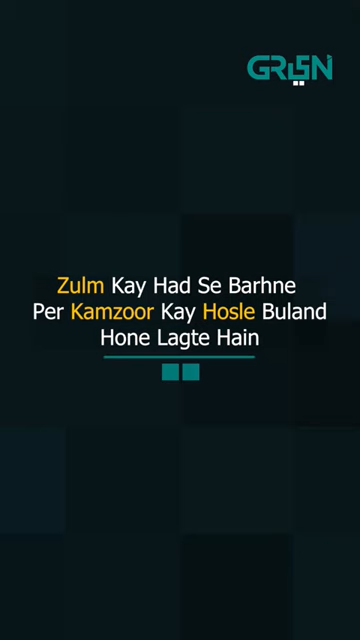 GREEN
Zulm Kay Had Se Barhne
Per Kamzoor Kay Hosle Buland
Hone Lagte Hain